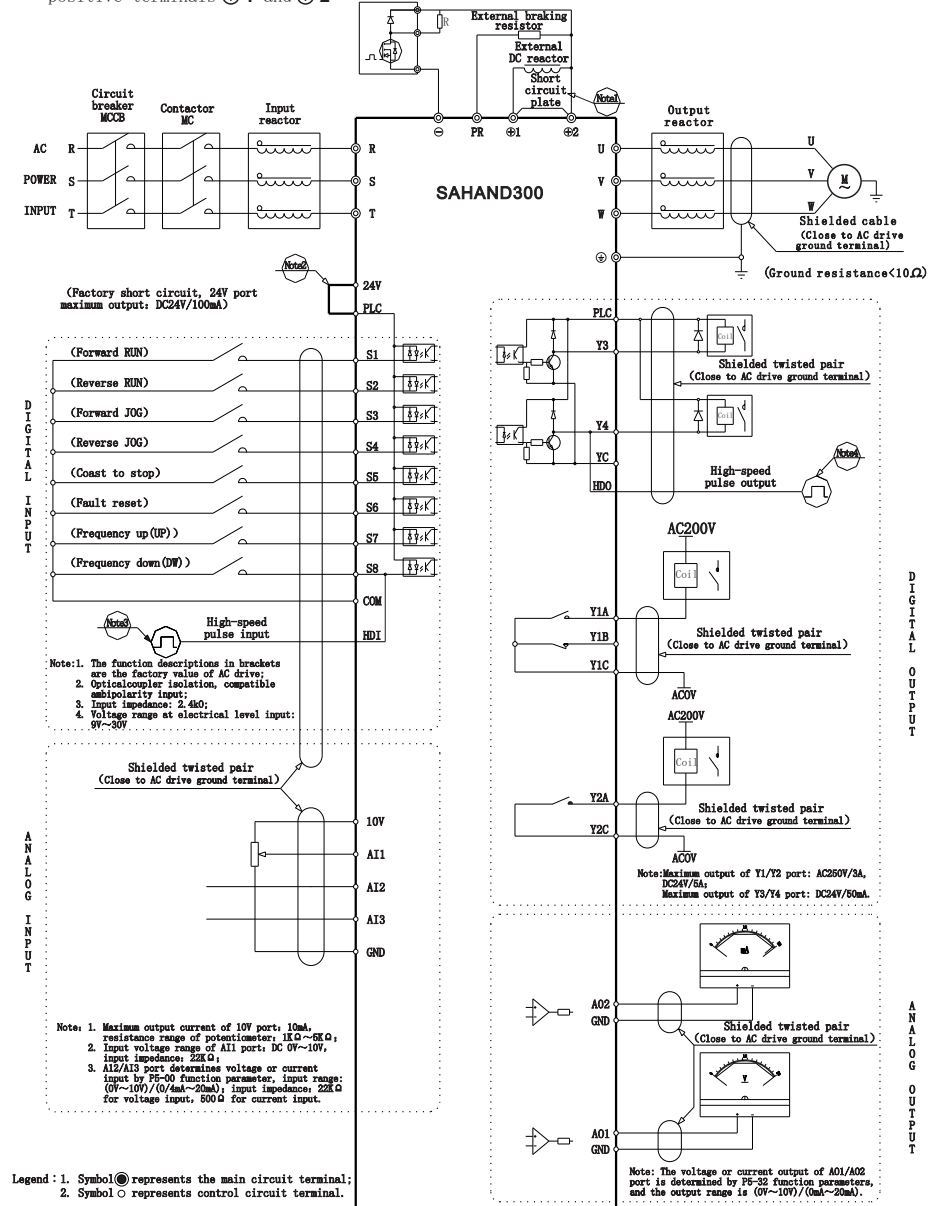 positive terminals ⊕ 1 and ⊕ 2
R
External braking
resistor
External
DC reactor
Short
circuit
plate
Note1
Circuit
breaker
MCCB
Contactor
MC
Input
reactor
Output
reactor
⊖ PR ⊕1 ⊕2
AC R
R
U
U
POWER S
S
SAHAND300
V
V
M
~
INPUT T
T
W
W
Shielded cable
(Close to AC drive
ground terminal)
(Ground resistance<10Ω)
Note2
24V
(Factory short circuit, 24V port
maximum output: DC24V/100mA)
PLC
DIGITAL INPUT
(Forward RUN)
S1
(Reverse RUN)
S2
(Forward JOG)
S3
(Reverse JOG)
S4
(Coast to stop)
S5
(Fault reset)
S6
(Frequency up(UP))
S7
(Frequency down(DW))
S8
COM
Note3
High-speed
pulse input
HDI
Note:1. The function descriptions in brackets
are the factory value of AC drive;
2. Opticalcoupler isolation, compatible
ambipolarity input;
3. Input impedance: 2.4kO;
4. Voltage range at electrical level input:
9V～30V
Shielded twisted pair
(Close to AC drive ground terminal)
ANALOG INPUT
10V
AI1
AI2
AI3
GND
Note: 1. Maximum output current of 10V port: 10mA,
resistance range of potentiometer: 1KΩ～5KΩ;
2. Input voltage range of AI1 port: DC 0V～10V,
input impedance: 22KΩ;
3. AI2/AI3 port determines voltage or current
input by P5-00 function parameter, input range:
(0V～10V)/(0/4mA～20mA); input impedance: 22KΩ
for voltage input, 500Ω for current input.
Legend：1. Symbol represents the main circuit terminal;
2. Symbol ○ represents control circuit terminal.
PLC
Coil
Y3
Shielded twisted pair
(Close to AC drive ground terminal)
Coil
Y4
YC
Note4
High-speed
pulse output
HDO
DIGITAL OUTPUT
AC200V
Coil
Y1A
Y1B
Shielded twisted pair
(Close to AC drive ground terminal)
Y1C
AC0V
AC200V
Coil
Y2A
Shielded twisted pair
(Close to AC drive ground terminal)
Y2C
AC0V
Note:Maximum output of Y1/Y2 port: AC250V/3A,
DC24V/5A;
Maximum output of Y3/Y4 port: DC24V/50mA.
ANALOG OUTPUT
mA
AO2
GND
Shielded twisted pair
(Close to AC drive ground terminal)
V
AO1
GND
Note: The voltage or current output of AO1/AO2
port is determined by P5-32 function parameters,
and the output range is (0V～10V)/(0mA～20mA).